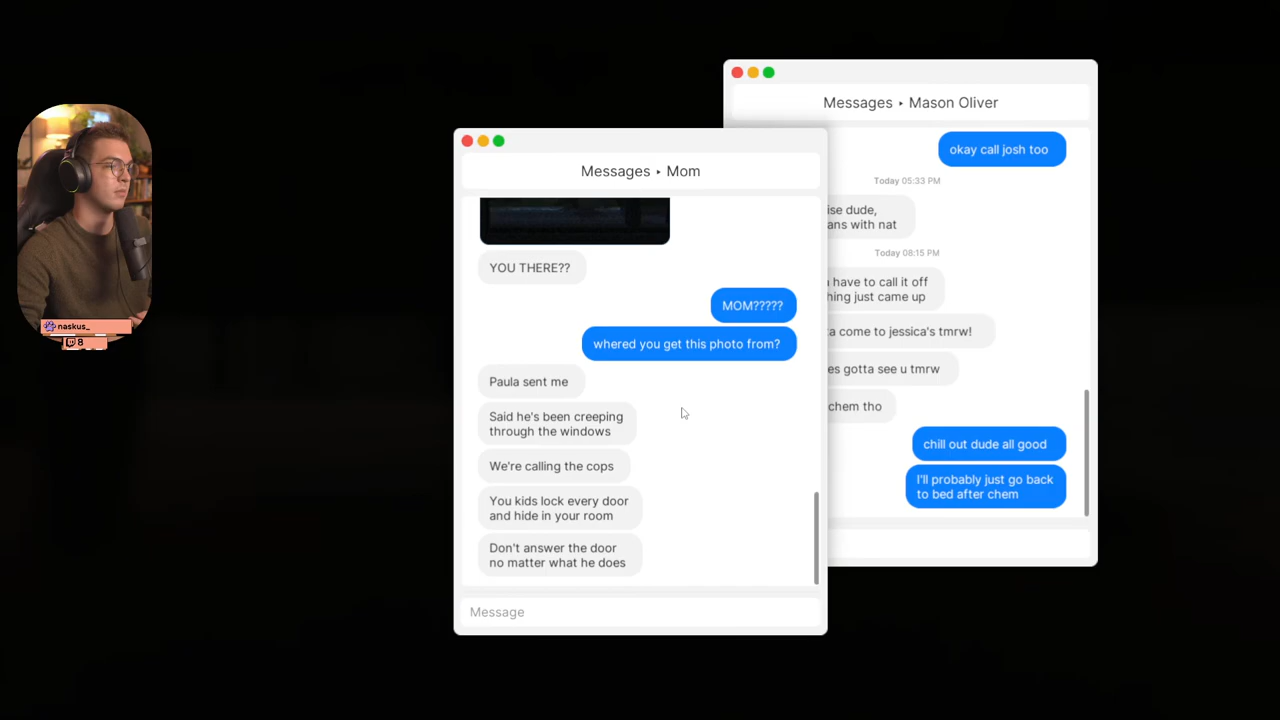 Messages ‣ Mason Oliver
okay call josh too
Today 05:33 PM
ise dude,
ans with nat
Today 08:15 PM
have to call it off
hing just came up
a come to jessica's tmrw!
es gotta see u tmrw
chem tho
chill out dude all good
I'll probably just go back
to bed after chem
Messages ‣ Mom
YOU THERE??
MOM?????
whered you get this photo from?
Paula sent me
Said he's been creeping
through the windows
We're calling the cops
You kids lock every door
and hide in your room
Don't answer the door
no matter what he does
Message
naskus_
8